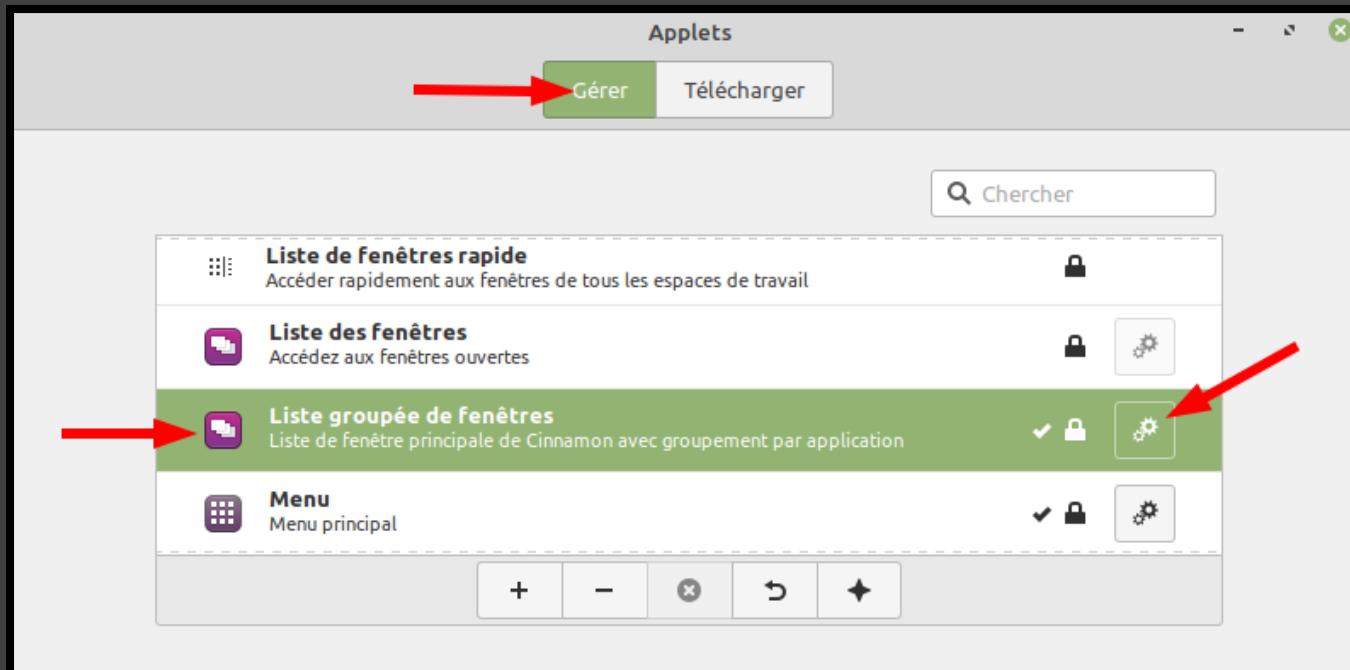 Applets
Gérer
Télécharger
Chercher
Liste de fenêtres rapide
Accéder rapidement aux fenêtres de tous les espaces de travail
Liste des fenêtres
Accédez aux fenêtres ouvertes
Liste groupée de fenêtres
Liste de fenêtre principale de Cinnamon avec groupement par application
Menu
Menu principal